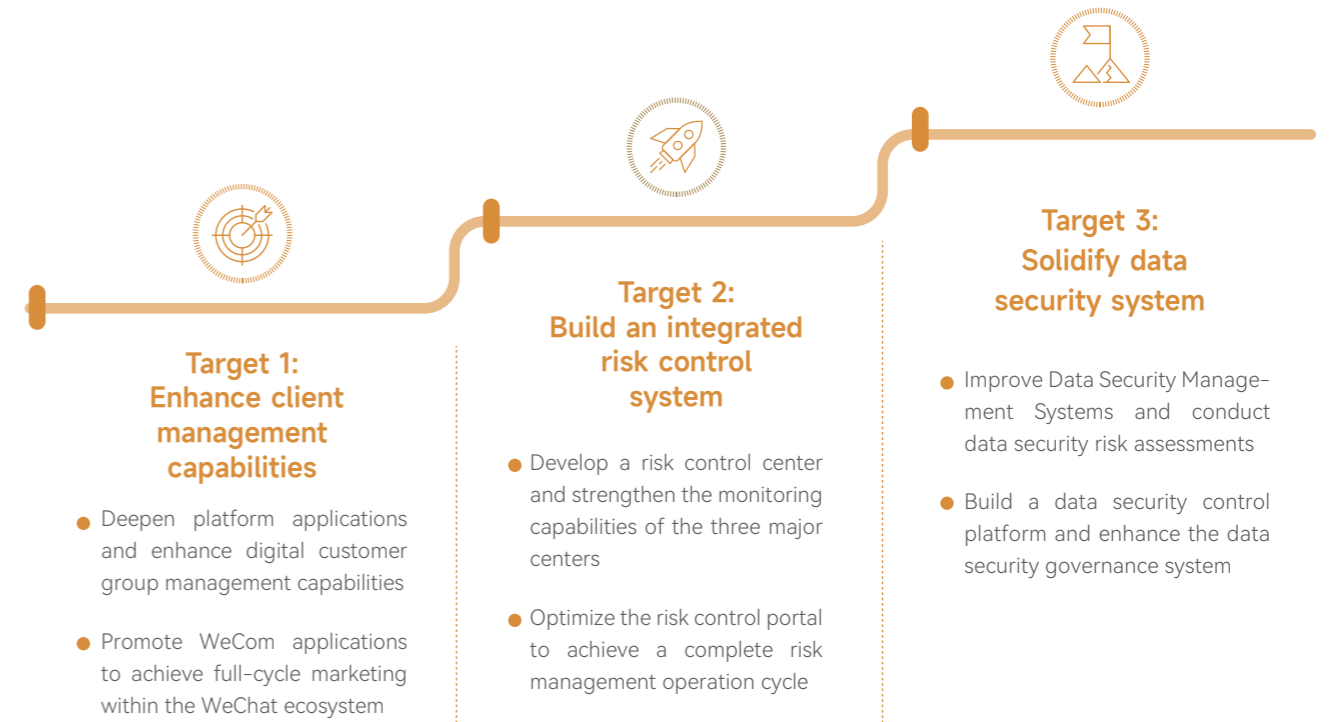 Target 1:
Enhance client
management
capabilities
Deepen platform applications
and enhance digital customer
group management capabilities
Promote WeCom applications
to achieve full-cycle marketing
within the WeChat ecosystem
Target 2:
Build an integrated
risk control
system
Develop a risk control center
and strengthen the monitoring
capabilities of the three major
centers
Optimize the risk control portal
to achieve a complete risk
management operation cycle
Target 3:
Solidify data
security system
Improve Data Security Manage-
ment Systems and conduct
data security risk assessments
Build a data security control
platform and enhance the data
security governance system